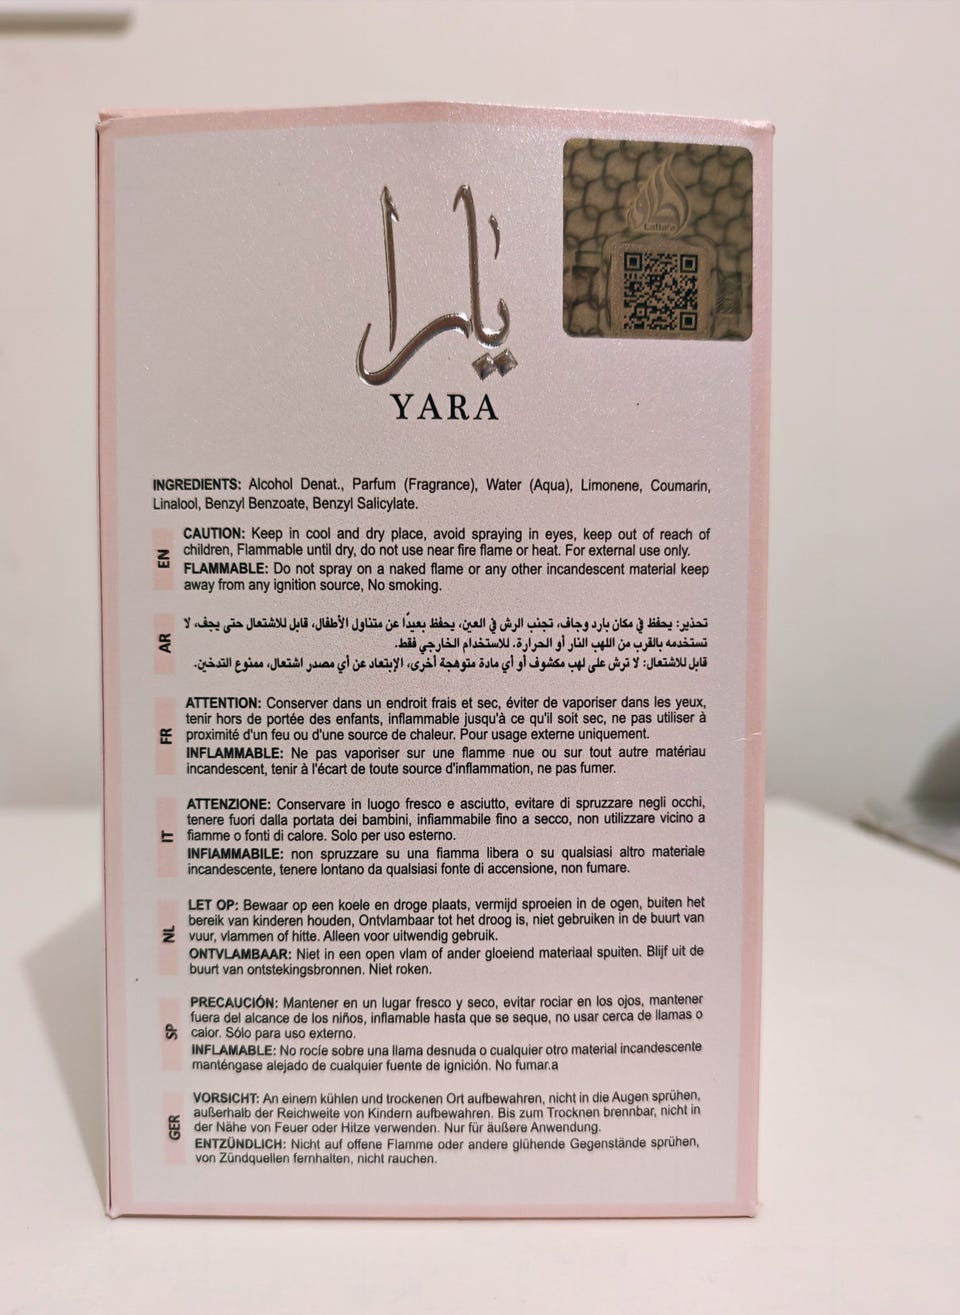 يارا
Lattafa
YARA
INGREDIENTS: Alcohol Denat., Parfum (Fragrance), Water (Aqua), Limonene, Coumarin,
Linalool, Benzyl Benzoate, Benzyl Salicylate.
EN
CAUTION: Keep in cool and dry place, avoid spraying in eyes, keep out of reach of
children, Flammable until dry, do not use near fire flame or heat. For external use only.
FLAMMABLE: Do not spray on a naked flame or any other incandescent material keep
away from any ignition source, No smoking.
AR
تحذير: يحفظ في مكان بارد وجاف، تجنب الرش في العين، يحفظ بعيداً عن متناول الأطفال، قابل للاشتعال حتى يجف، لا
تستخدمه بالقرب من اللهب النار أو الحرارة. للاستخدام الخارجي فقط.
قابل للاشتعال: لا ترش على لهب مكشوف أو أي مادة متوهجة أخرى، الإبتعاد عن أي مصدر اشتعال، ممنوع التدخين.
FR
ATTENTION: Conserver dans un endroit frais et sec, éviter de vaporiser dans les yeux,
tenir hors de portée des enfants, inflammable jusqu'à ce qu'il soit sec, ne pas utiliser à
proximité d'un feu ou d'une source de chaleur. Pour usage externe uniquement.
INFLAMMABLE: Ne pas vaporiser sur une flamme nue ou sur tout autre matériau
incandescent, tenir à l'écart de toute source d'inflammation, ne pas fumer.
IT
ATTENZIONE: Conservare in luogo fresco e asciutto, evitare di spruzzare negli occhi,
tenere fuori dalla portata dei bambini, infiammabile fino a secco, non utilizzare vicino a
fiamme o fonti di calore. Solo per uso esterno.
INFIAMMABILE: non spruzzare su una fiamma libera o su qualsiasi altro materiale
incandescente, tenere lontano da qualsiasi fonte di accensione, non fumare.
NL
LET OP: Bewaar op een koele en droge plaats, vermijd sproeien in de ogen, buiten het
bereik van kinderen houden, Ontvlambaar tot het droog is, niet gebruiken in de buurt van
vuur, vlammen of hitte. Alleen voor uitwendig gebruik.
ONTVLAMBAAR: Niet in een open vlam of ander gloeiend materiaal spuiten. Blijf uit de
buurt van ontstekingsbronnen. Niet roken.
SP
PRECAUCIÓN: Mantener en un lugar fresco y seco, evitar rociar en los ojos, mantener
fuera del alcance de los niños, inflamable hasta que se seque, no usar cerca de llamas o
calor. Sólo para uso externo.
INFLAMABLE: No rocíe sobre una llama desnuda o cualquier otro material incandescente
manténgase alejado de cualquier fuente de ignición. No fumar.a
GER
VORSICHT: An einem kühlen und trockenen Ort aufbewahren, nicht in die Augen sprühen,
außerhalb der Reichweite von Kindern aufbewahren. Bis zum Trocknen brennbar, nicht in
der Nähe von Feuer oder Hitze verwenden. Nur für äußere Anwendung.
ENTZÜNDLICH: Nicht auf offene Flamme oder andere glühende Gegenstände sprühen,
von Zündquellen fernhalten, nicht rauchen.